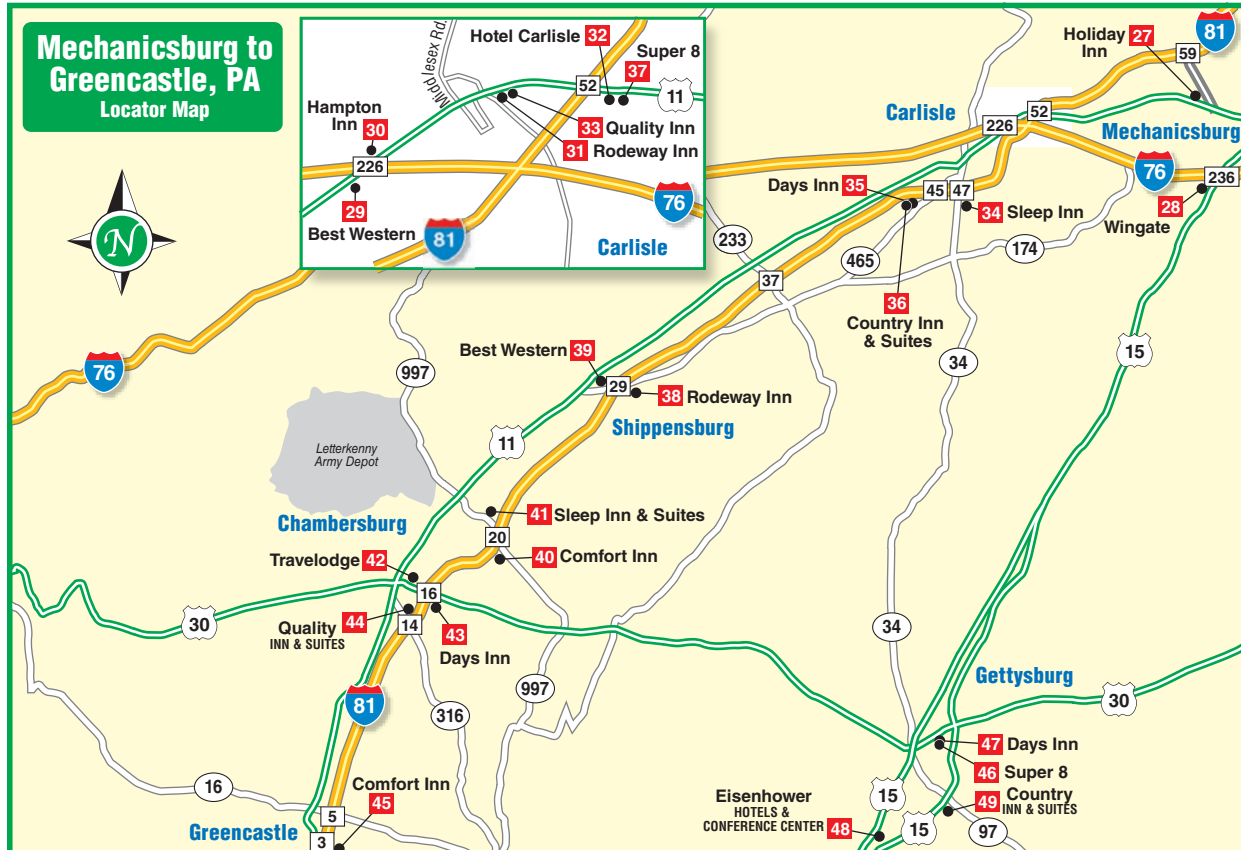 Mechanicsburg to
Greencastle, PA
Locator Map
Middlesex Rd.
Hotel Carlisle 32
Super 8
37
52
11
Hampton
Inn
30
33 Quality Inn
31 Rodeway Inn
226
29
Best Western
81
76
Carlisle
N
Holiday
Inn
27
81
59
Carlisle
52
226
Mechanicsburg
76
236
Days Inn 35
45
47
34 Sleep Inn
28
Wingate
233
174
465
37
36
Country Inn
& Suites
15
34
76
997
Best Western 39
29
38 Rodeway Inn
Shippensburg
11
Letterkenny
Army Depot
41 Sleep Inn & Suites
Chambersburg
20
40 Comfort Inn
Travelodge 42
16
30
Quality
INN & SUITES
44
14
43
Days Inn
34
Gettysburg
997
30
81
316
47 Days Inn
46 Super 8
16
Comfort Inn
45
15
49 Country
INN & SUITES
Eisenhower
HOTELS &
CONFERENCE CENTER 48
5
Greencastle
3
15
97